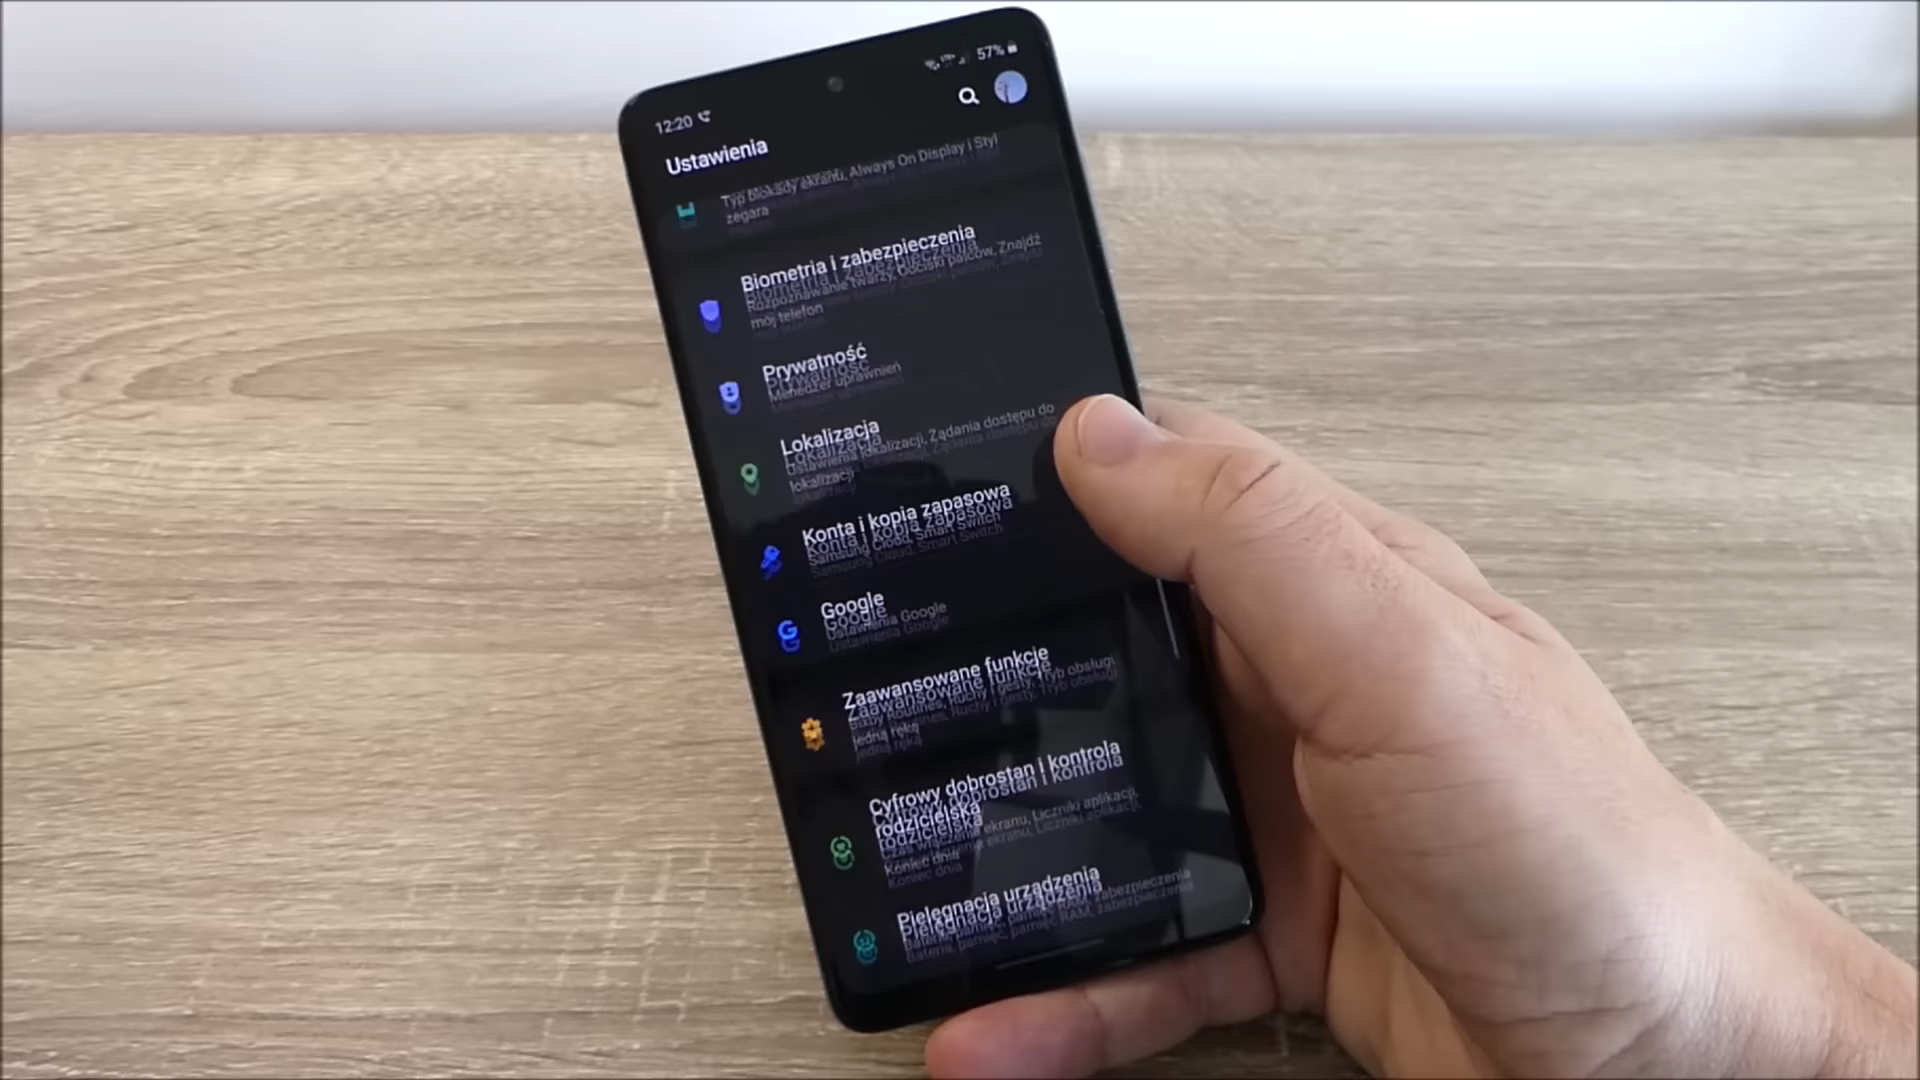 57%
12:20
Ustawienia
Typ blokady ekranu, Always On Display i Styl
zegara
Biometria i zabezpieczenia
Rozpoznawanie twarzy, Odciski palców, Znajdź
mój telefon
Prywatność
Menedżer uprawnień
Lokalizacja
Ustawienia lokalizacji, Żądania dostępu do
lokalizacji
Konta i kopia zapasowa
Samsung Cloud, Smart Switch
Google
Ustawienia Google
Zaawansowane funkcje
Bixby Routines, Ruchy i gesty, Tryb obsługi
jedną ręką
Cyfrowy dobrostan i kontrola
rodzicielska
Czas włączenia ekranu, Liczniki aplikacji,
Koniec dnia
Pielęgnacja urządzenia
Bateria, pamięć, pamięć RAM, zabezpieczenia